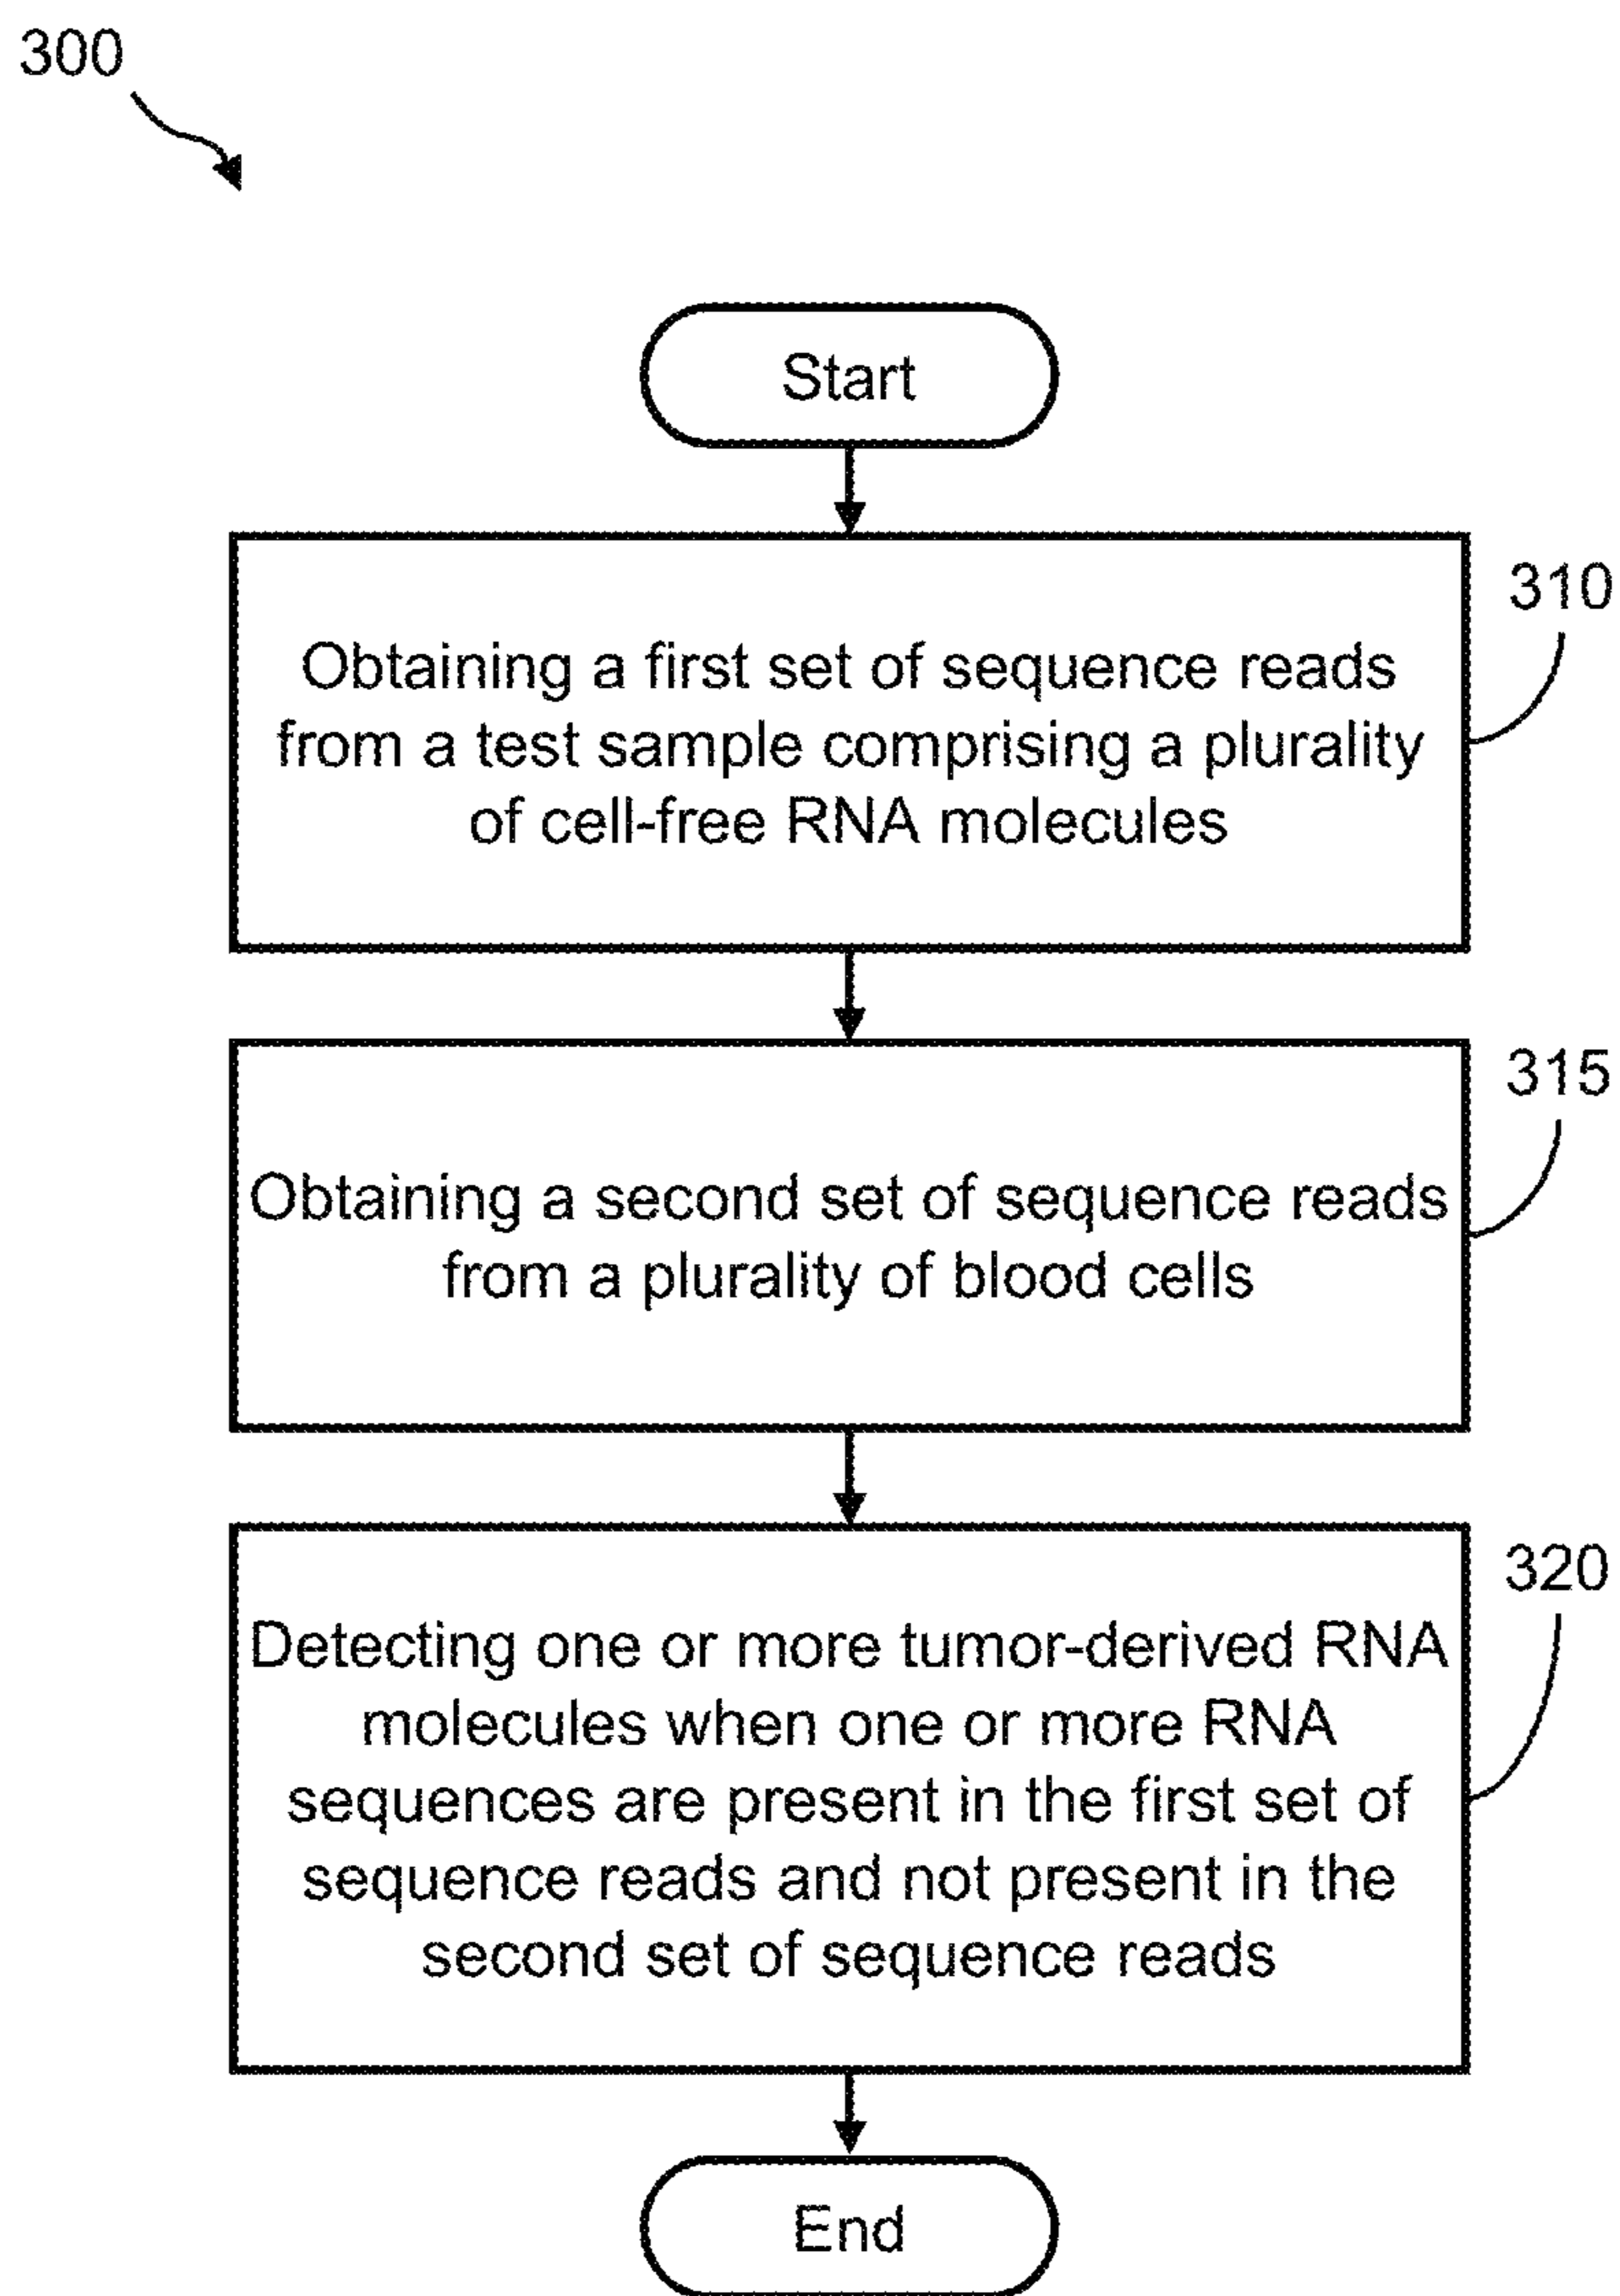 300
Start
310
Obtaining a first set of sequence reads
from a test sample comprising a plurality
of cell-free RNA molecules
315
Obtaining a second set of sequence reads
from a plurality of blood cells
320
Detecting one or more tumor-derived RNA
molecules when one or more RNA
sequences are present in the first set of
sequence reads and not present in the
second set of sequence reads
End